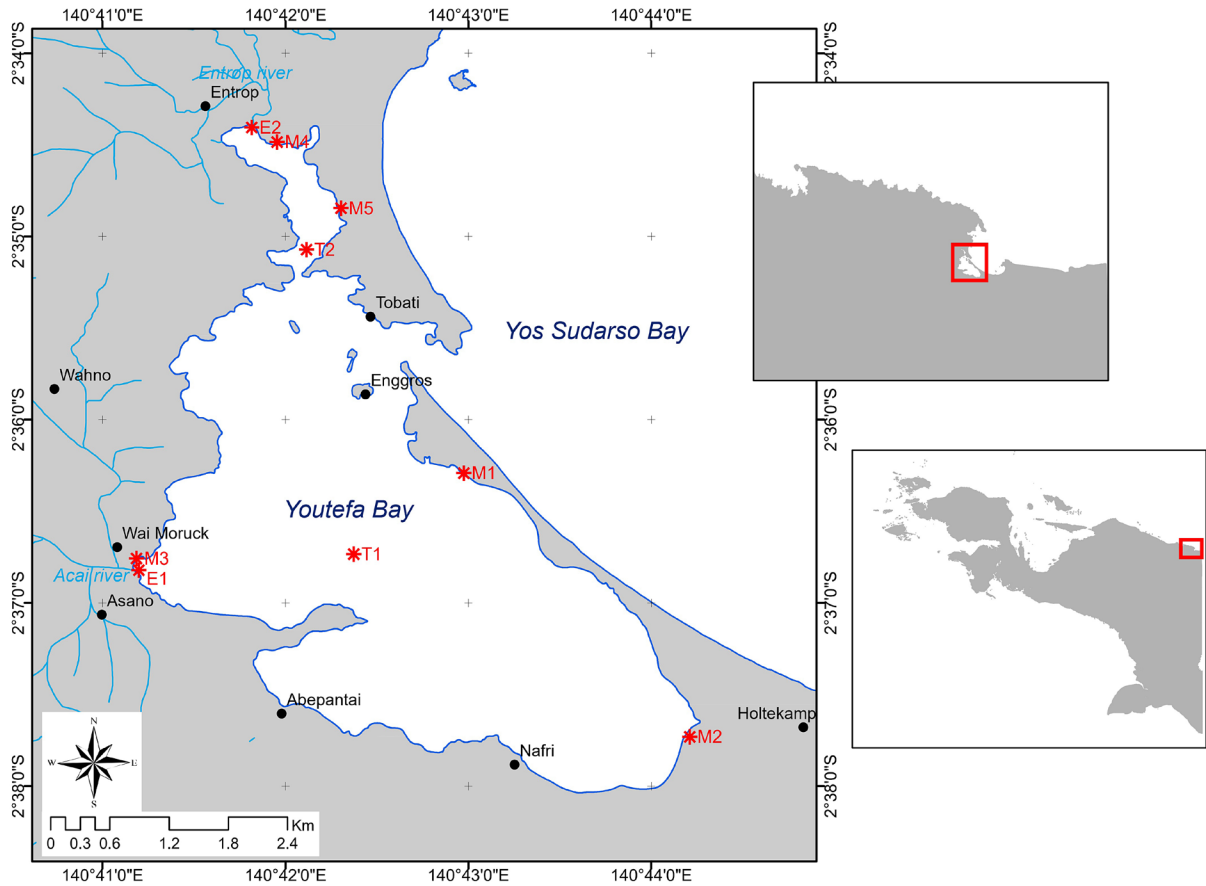 140°41'0"E 140°42'0"E 140°43'0"E 140°44'0"E
2°34'0"S 2°34'0"S
Entrop river
Entrop
E2
M4
M5
2°35'0"S 2°35'0"S
T2
Tobati
Yos Sudarso Bay
Wahno
Enggros
2°36'0"S 2°36'0"S
M1
Youtefa Bay
Wai Moruck
M3
T1
Acai river
E1
Asano
2°37'0"S 2°37'0"S
Abepantai
Holtekamp
M2
Nafri
2°38'0"S 2°38'0"S
N
W E
S
Km
0 0.3 0.6 1.2 1.8 2.4
140°41'0"E 140°42'0"E 140°43'0"E 140°44'0"E